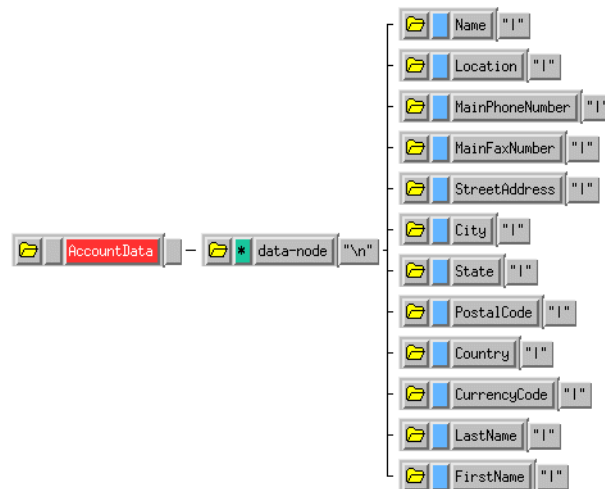 Name "|"
Location "|"
MainPhoneNumber "|"
MainFaxNumber "|"
StreetAddress "|"
City "|"
AccountData * data-node "\n"
State "|"
PostalCode "|"
Country "|"
CurrencyCode "|"
LastName "|"
FirstName "|"